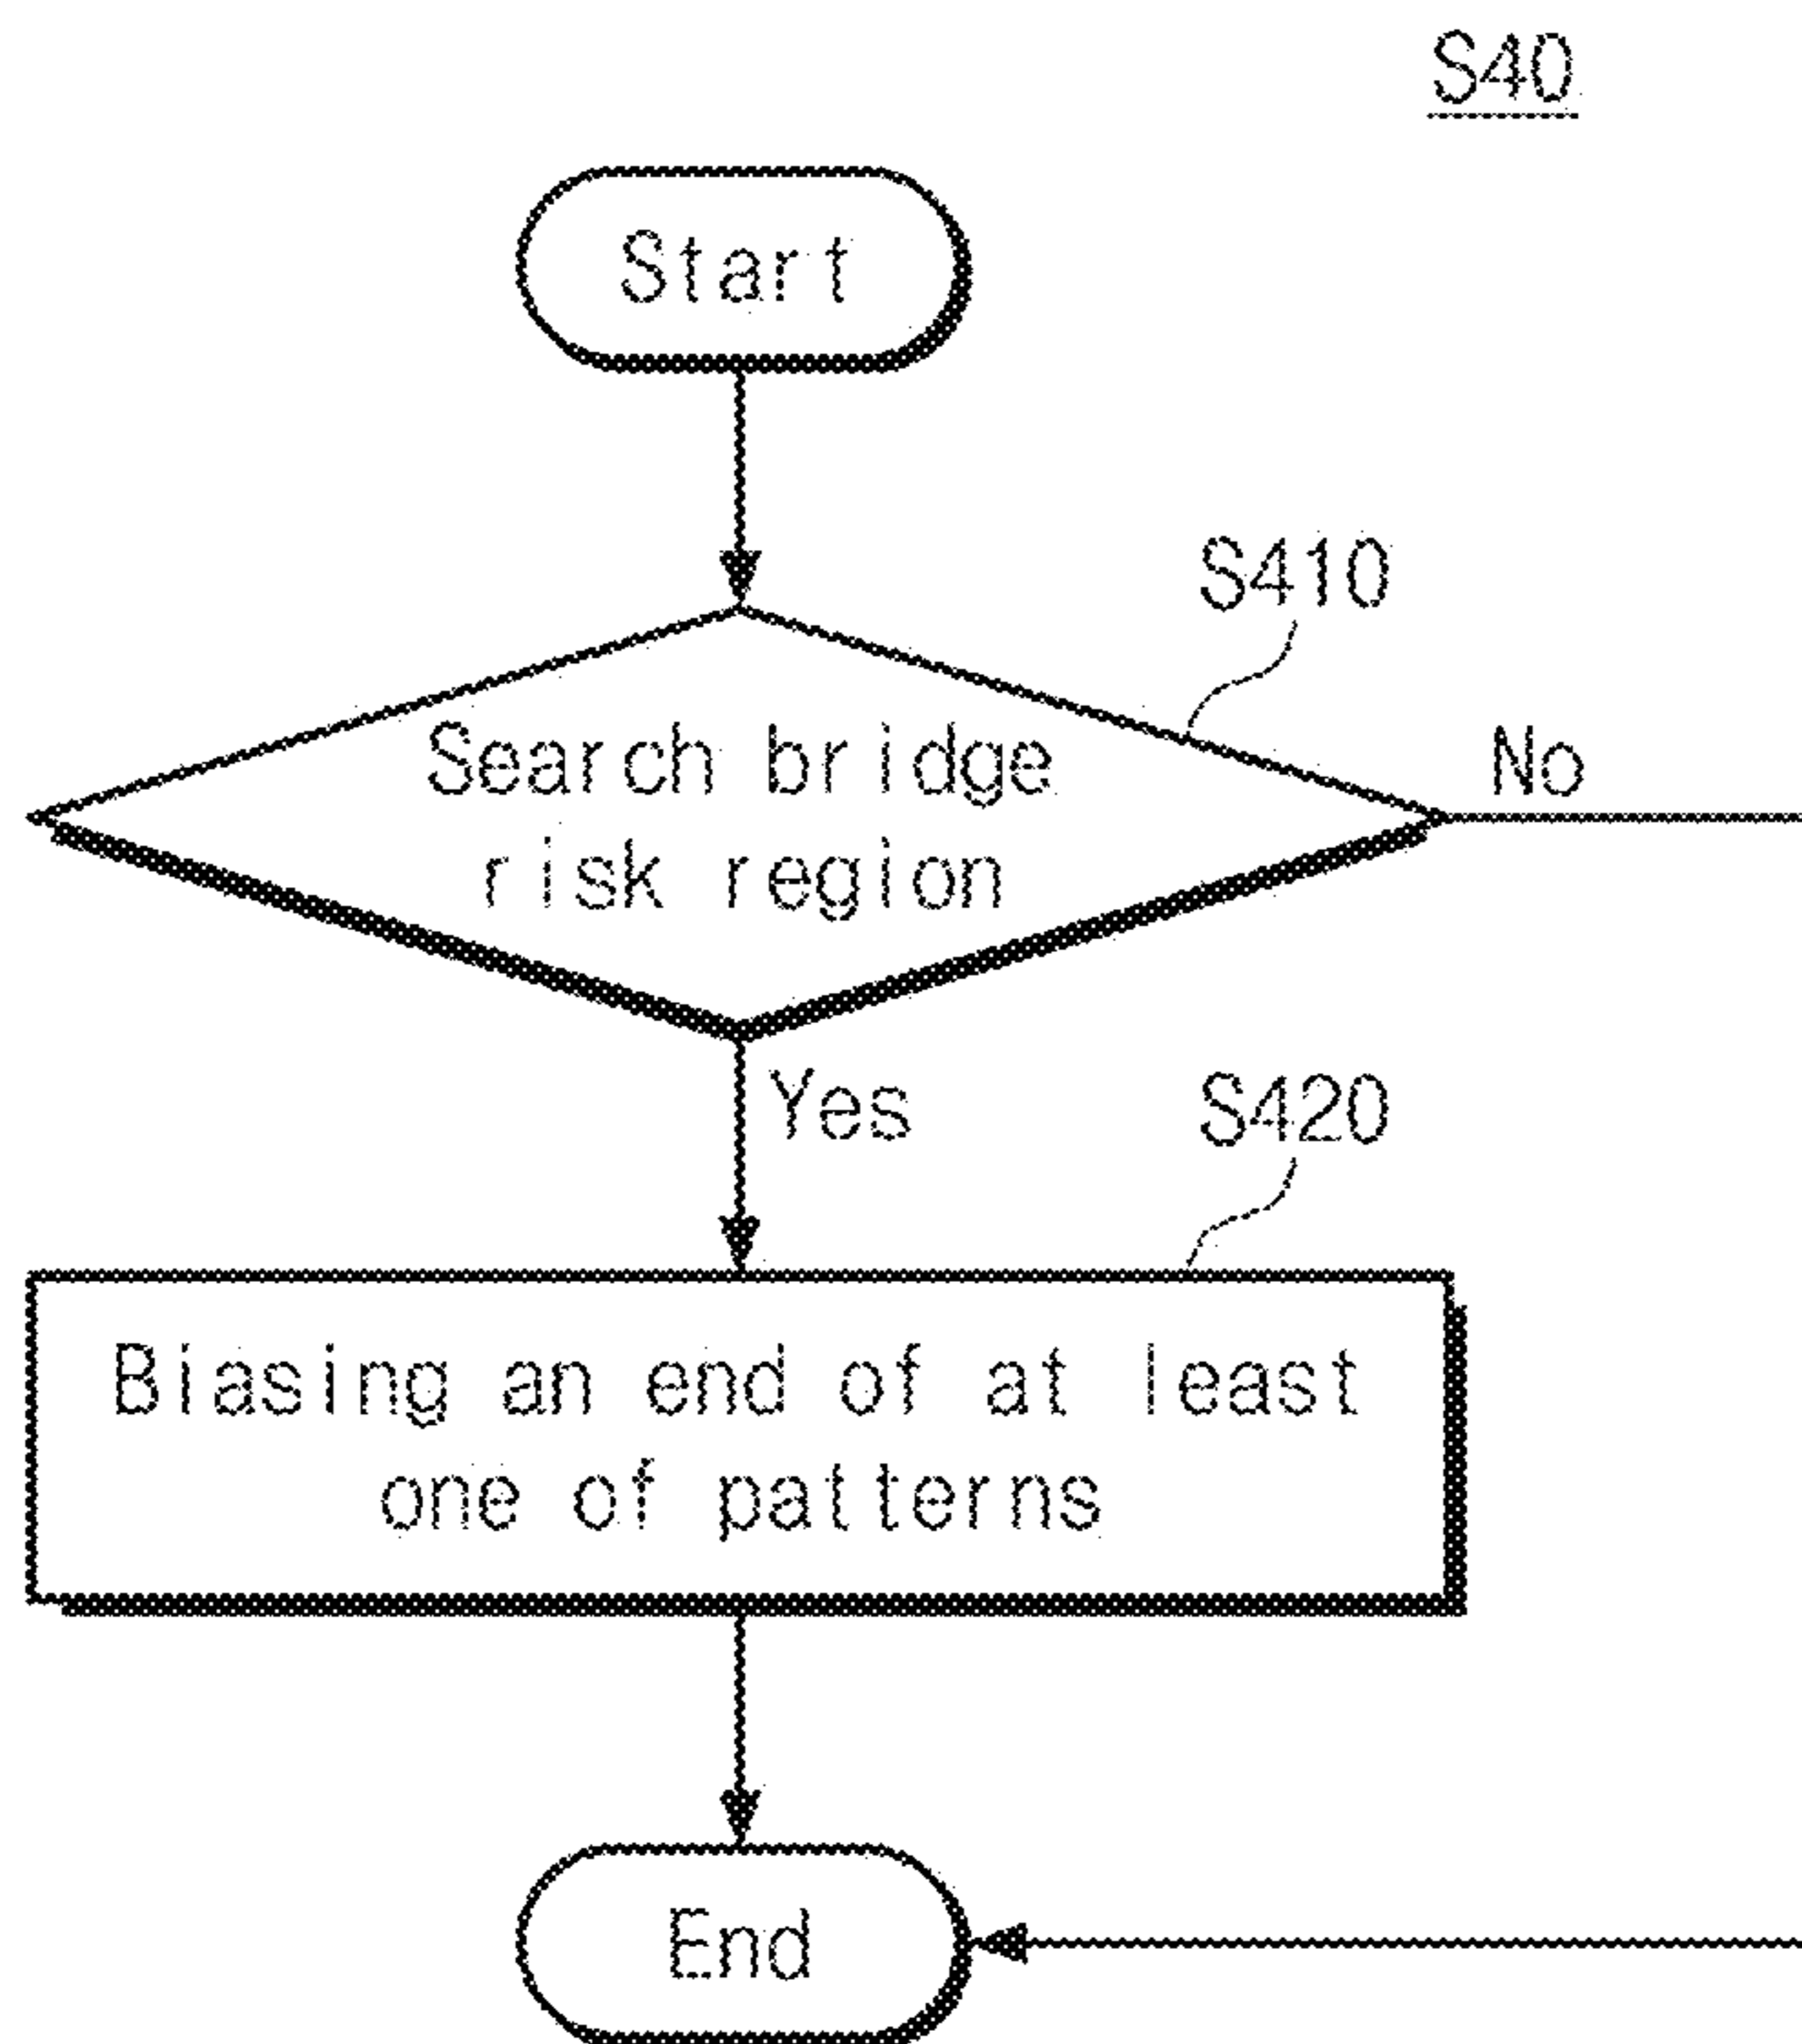 S40
Start
S410
Search bridge
risk region
No
Yes
S420
Biasing an end of at least
one of patterns
End